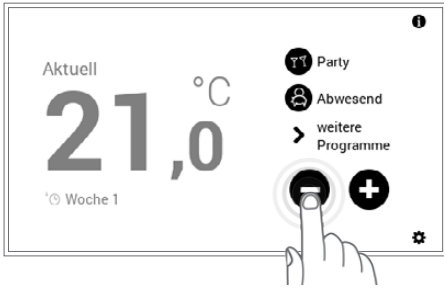 Aktuell
21,0 °C
Woche 1
Party
Abwesend
weitere
Programme